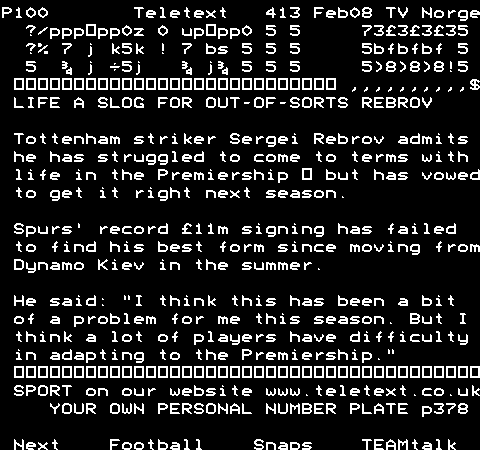 P100 Teletext 413 Feb08 TV Norge
?/ppp▯pp0z 0 up▯pp0 5 5 73£3£3£35
?% 7 j k5k ! 7 bs 5 5 5 5bfbfbf 5
5 ¾ j ÷5j ¾ j¾ 5 5 5 5)8)8)8!5
▯▯▯▯▯▯▯▯▯▯▯▯▯▯▯▯▯▯▯▯▯▯▯▯▯▯▯ ,,,,,,,,,,$
LIFE A SLOG FOR OUT-OF-SORTS REBROV
Tottenham striker Sergei Rebrov admits
he has struggled to come to terms with
life in the Premiership ▯ but has vowed
to get it right next season.
Spurs' record £11m signing has failed
to find his best form since moving from
Dynamo Kiev in the summer.
He said: "I think this has been a bit
of a problem for me this season. But I
think a lot of players have difficulty
in adapting to the Premiership."
▯▯▯▯▯▯▯▯▯▯▯▯▯▯▯▯▯▯▯▯▯▯▯▯▯▯▯▯▯▯▯▯▯▯▯▯▯▯▯
SPORT on our website www.teletext.co.uk
YOUR OWN PERSONAL NUMBER PLATE p378
Next Football Snaps TEAMtalk